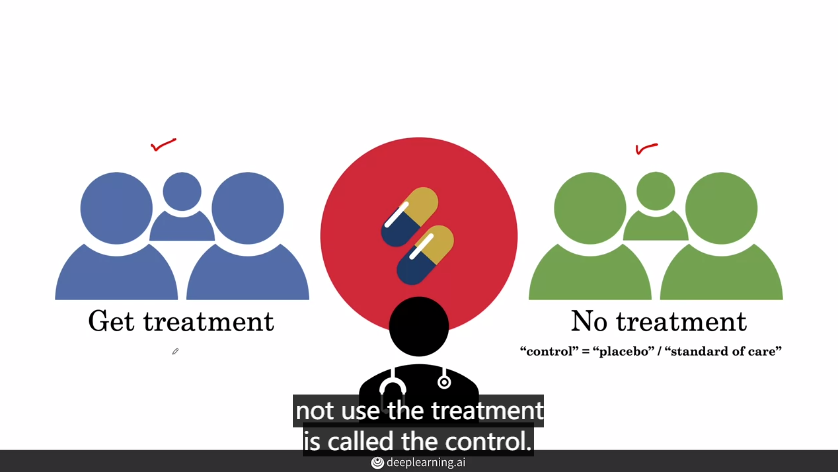 Get treatment
No treatment
“control” = “placebo” / “standard of care”
not use the treatment
is called the control.
deeplearning.ai